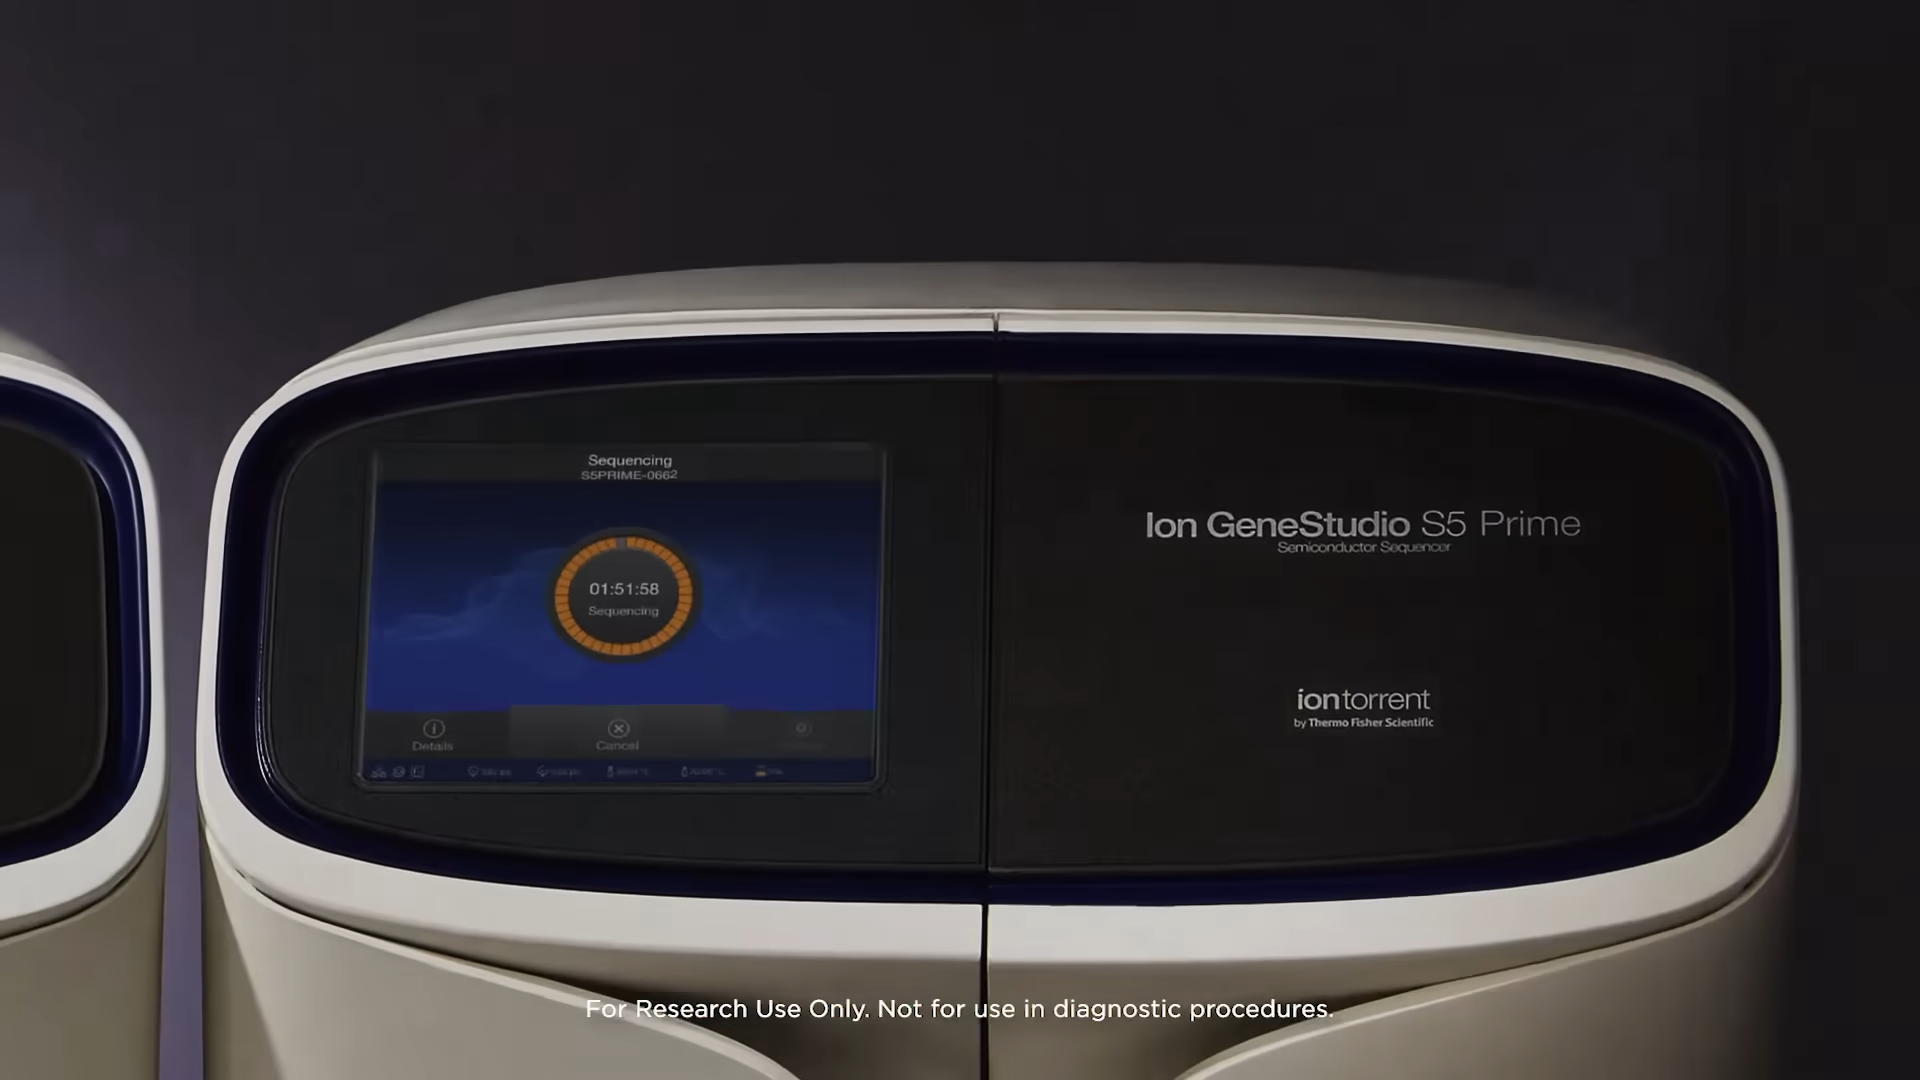 Sequencing
S5PRIME-0662
01:51:58
Sequencing
Details
Cancel
Ion GeneStudio S5 Prime
Semiconductor Sequencer
iontorrent
by Thermo Fisher Scientific
For Research Use Only. Not for use in diagnostic procedures.